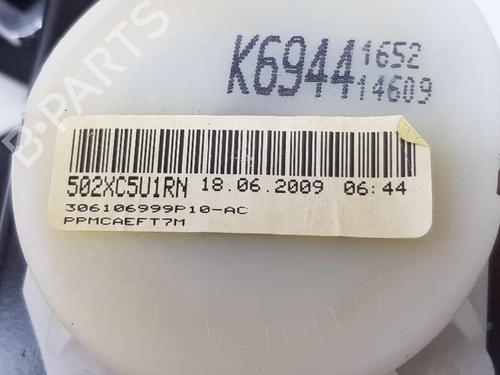 B-PARTS
K6944 1652
14609
502XC5U1RN 18.06.2009 06:44
306106999P10-AC
PPMCAEFT7M